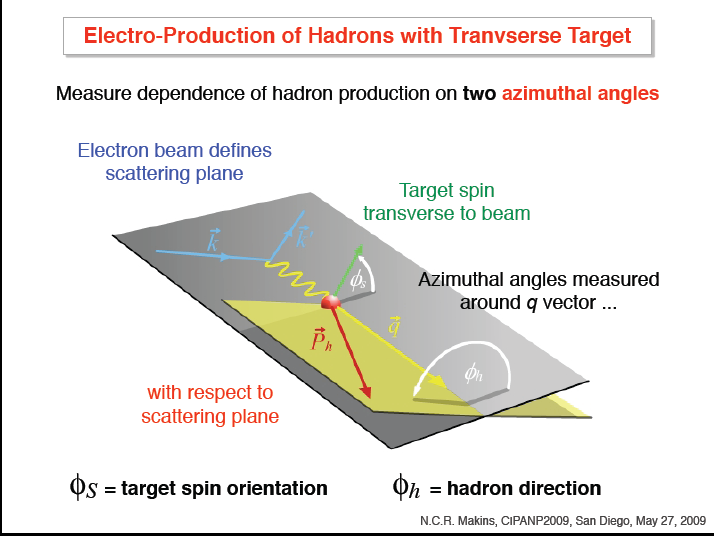 Electro-Production of Hadrons with Tranvserse Target
Measure dependence of hadron production on two azimuthal angles
Electron beam defines
scattering plane
Target spin
transverse to beam
k⃗
k⃗'
ϕs
Azimuthal angles measured
around q vector ...
P⃗h
q⃗
ϕh
with respect to
scattering plane
ϕS = target spin orientation
ϕh = hadron direction
N.C.R. Makins, CIPANP2009, San Diego, May 27, 2009